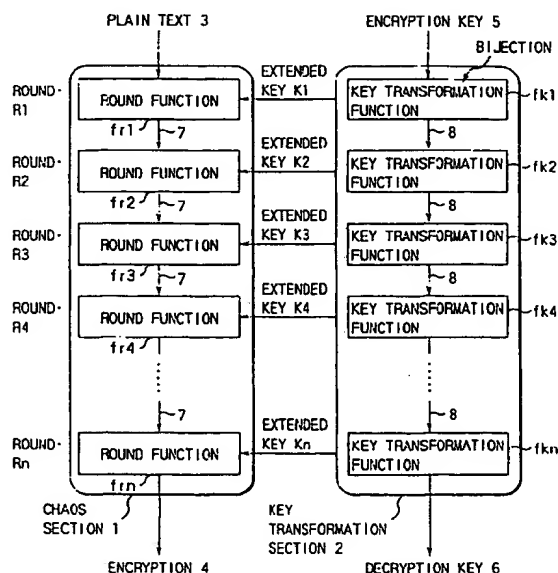 PLAIN TEXT 3
ENCRYPTION KEY 5
BIJECTION
ROUND-
R1
ROUND FUNCTION
fr1
7
EXTENDED
KEY K1
KEY TRANSFORMATION
FUNCTION
fk1
8
ROUND-
R2
ROUND FUNCTION
fr2
7
EXTENDED
KEY K2
KEY TRANSFORMATION
FUNCTION
fk2
8
ROUND-
R3
ROUND FUNCTION
fr3
7
EXTENDED
KEY K3
KEY TRANSFORMATION
FUNCTION
fk3
8
ROUND-
R4
ROUND FUNCTION
fr4
EXTENDED
KEY K4
KEY TRANSFORMATION
FUNCTION
fk4
7
8
ROUND-
Rn
ROUND FUNCTION
frn
EXTENDED
KEY Kn
KEY TRANSFORMATION
FUNCTION
fkn
CHAOS
SECTION 1
KEY
TRANSFORMATION
SECTION 2
ENCRYPTION 4
DECRYPTION KEY 6